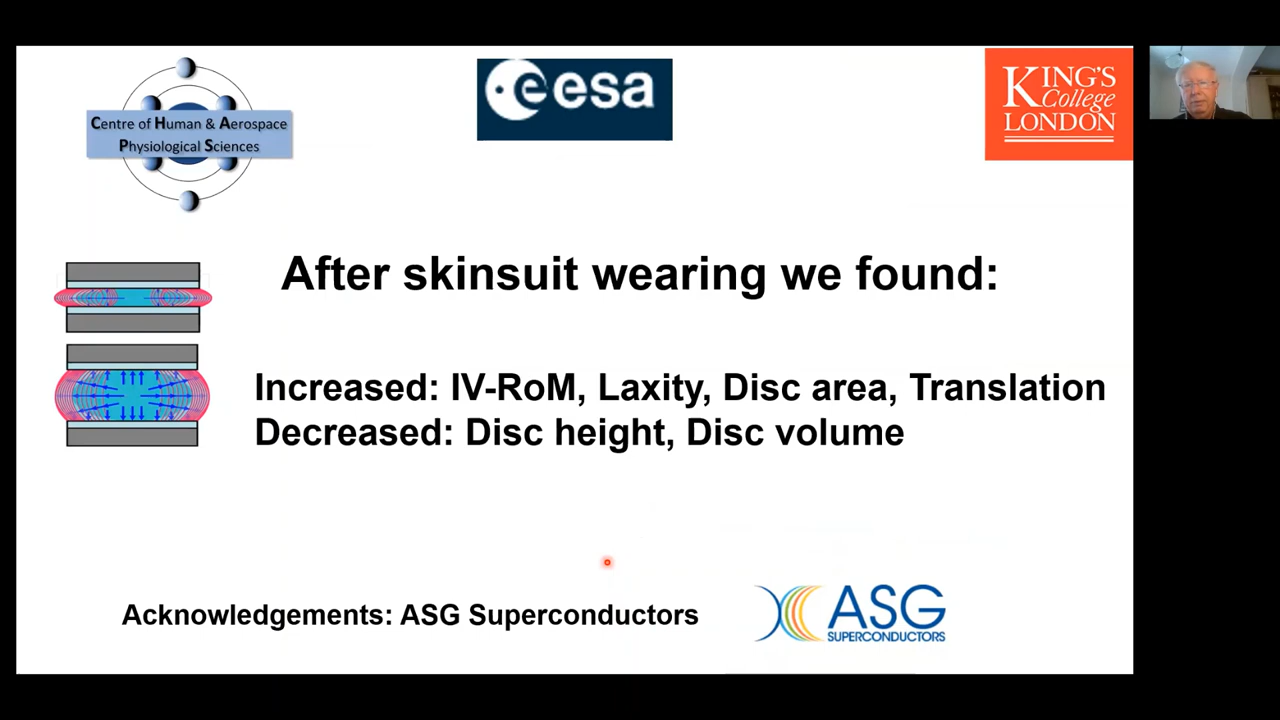 Centre of Human & Aerospace
Physiological Sciences
esa
KING'S
College
LONDON
After skinsuit wearing we found:
Increased: IV-RoM, Laxity, Disc area, Translation
Decreased: Disc height, Disc volume
Acknowledgements: ASG Superconductors
ASG
SUPERCONDUCTORS